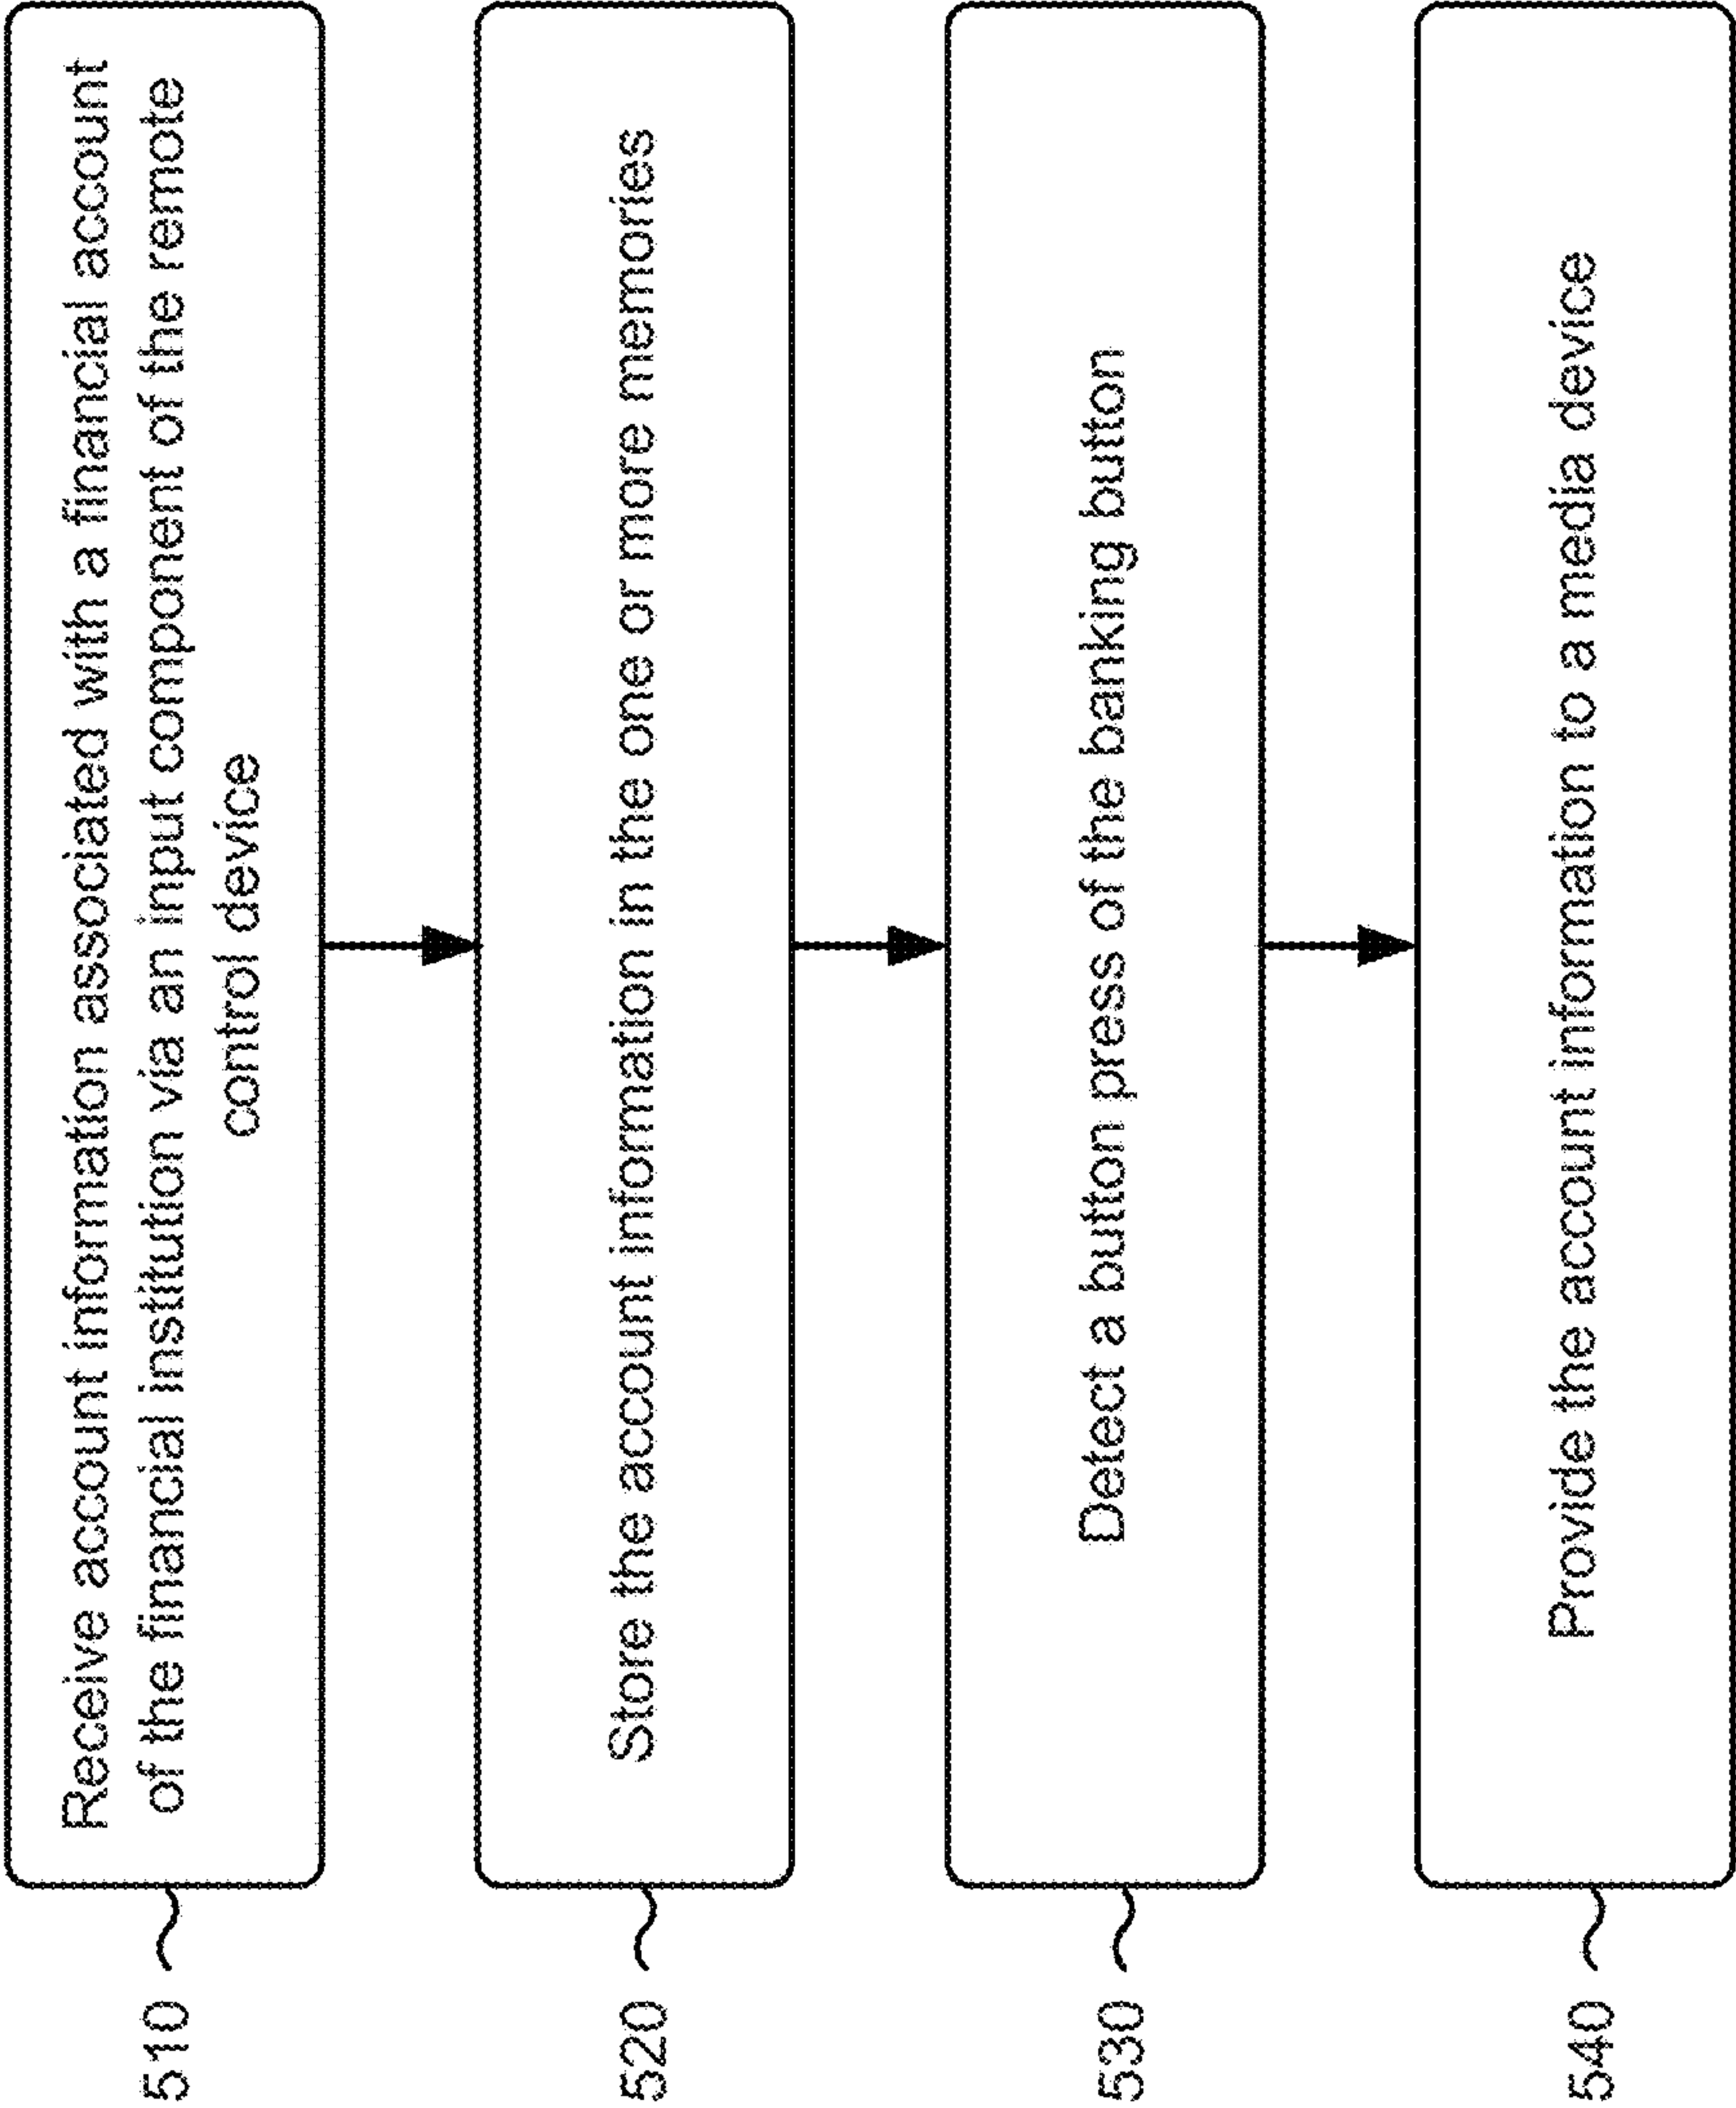 510
Receive account information associated with a financial account
of the financial institution via an input component of the remote
control device
520
Store the account information in the one or more memories
530
Detect a button press of the banking button
540
Provide the account information to a media device